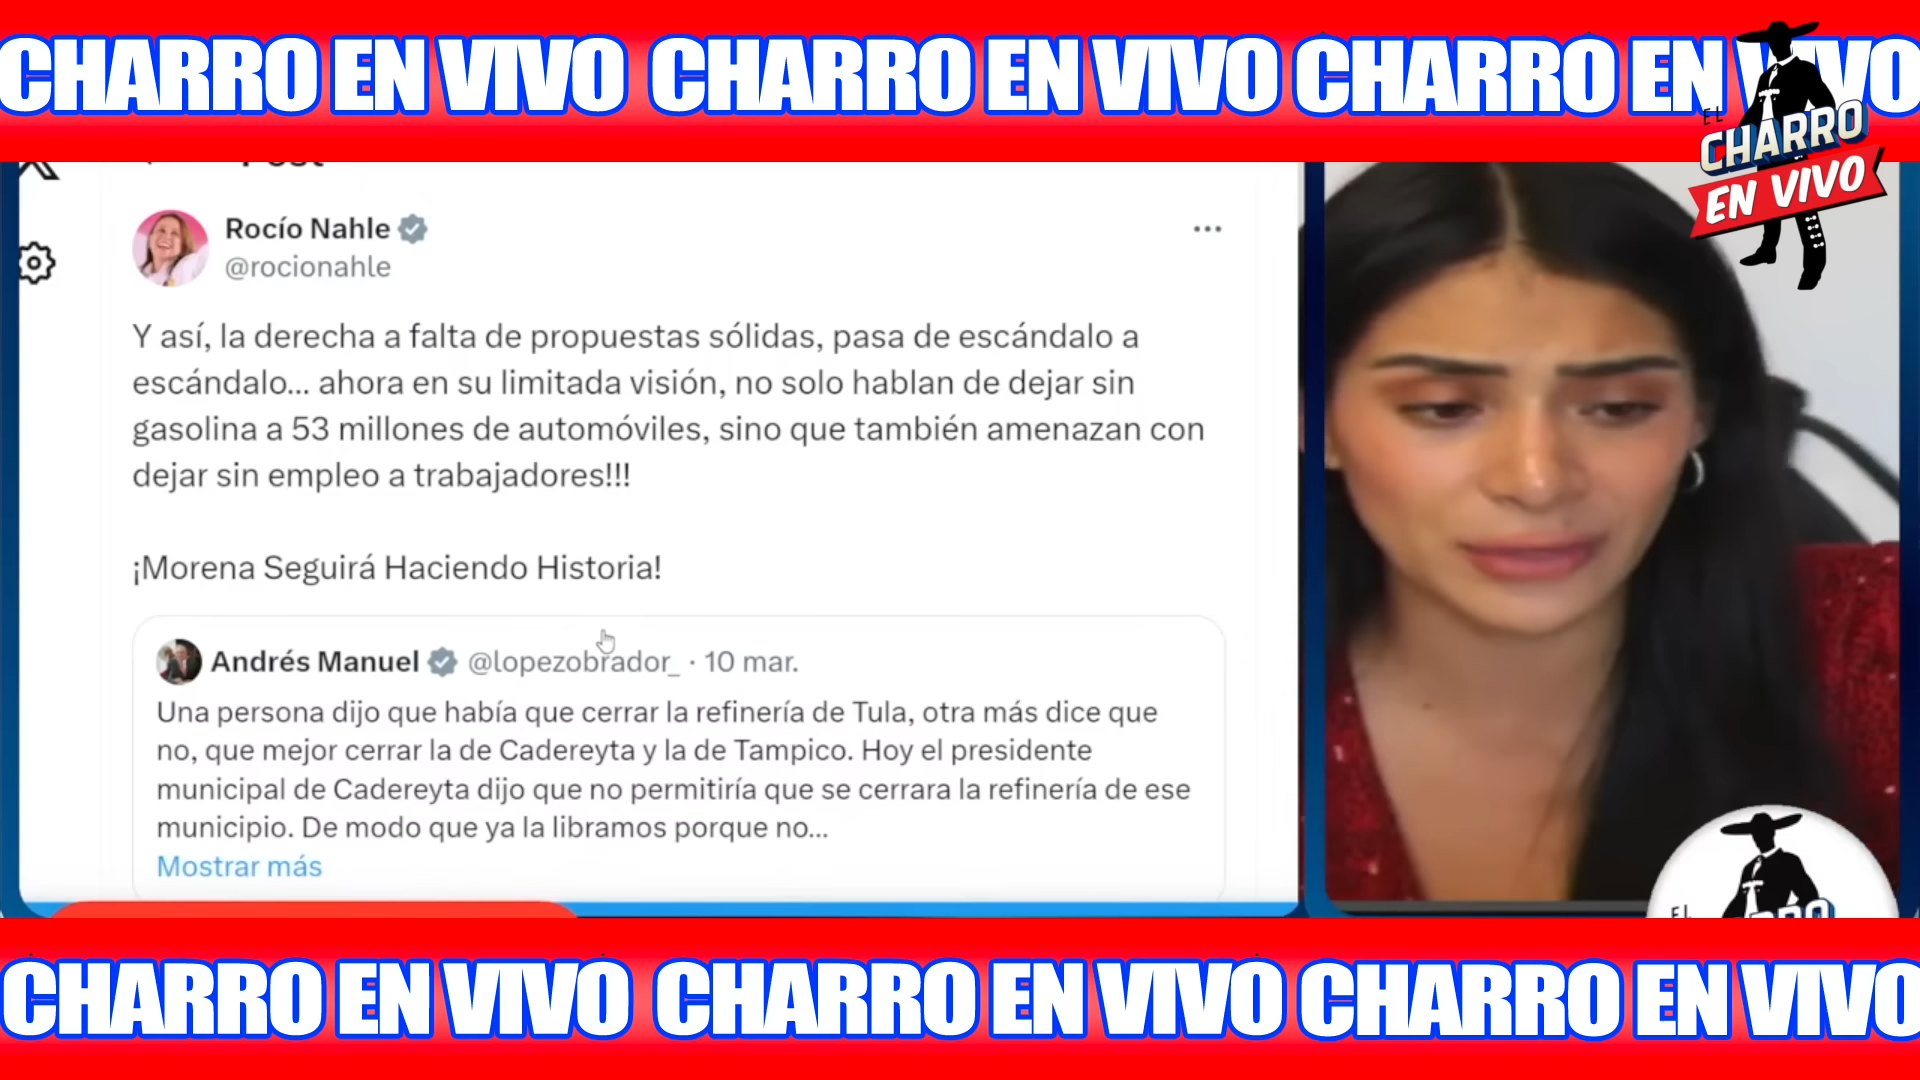 CHARRO EN VIVO CHARRO EN VIVO CHARRO EN VIVO
EL
CHARRO
EN VIVO
Post
Rocío Nahle
@rocionahle
Y así, la derecha a falta de propuestas sólidas, pasa de escándalo a
escándalo... ahora en su limitada visión, no solo hablan de dejar sin
gasolina a 53 millones de automóviles, sino que también amenazan con
dejar sin empleo a trabajadores!!!
¡Morena Seguirá Haciendo Historia!
Andrés Manuel @lopezobrador_ · 10 mar.
Una persona dijo que había que cerrar la refinería de Tula, otra más dice que
no, que mejor cerrar la de Cadereyta y la de Tampico. Hoy el presidente
municipal de Cadereyta dijo que no permitiría que se cerrara la refinería de ese
municipio. De modo que ya la libramos porque no...
Mostrar más
EL
CHARRO EN VIVO CHARRO EN VIVO CHARRO EN VIVO